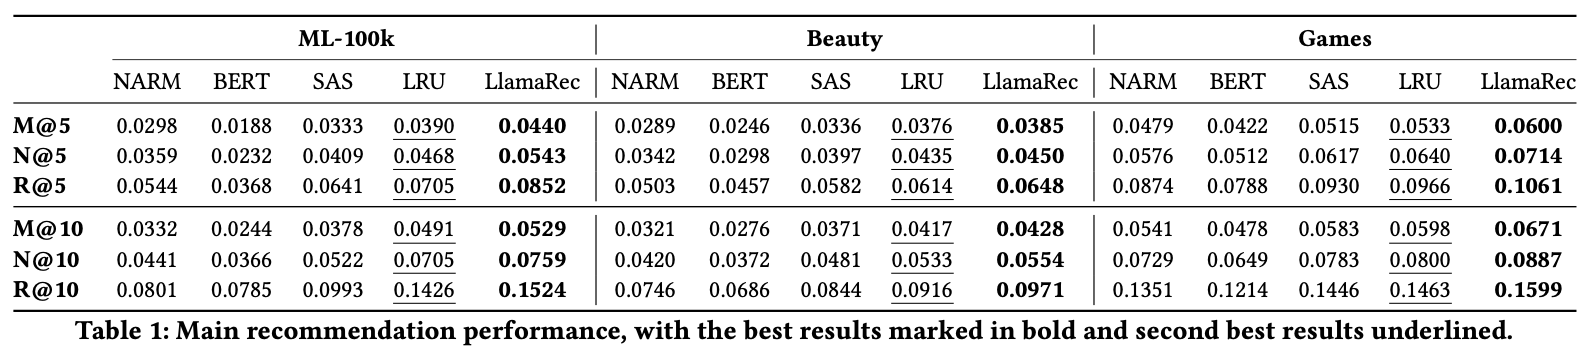 ML-100k Beauty Games
NARM BERT SAS LRU LlamaRec NARM BERT SAS LRU LlamaRec NARM BERT SAS LRU LlamaRec
M@5 0.0298 0.0188 0.0333 0.0390 0.0440 0.0289 0.0246 0.0336 0.0376 0.0385 0.0479 0.0422 0.0515 0.0533 0.0600
N@5 0.0359 0.0232 0.0409 0.0468 0.0543 0.0342 0.0298 0.0397 0.0435 0.0450 0.0576 0.0512 0.0617 0.0640 0.0714
R@5 0.0544 0.0368 0.0641 0.0705 0.0852 0.0503 0.0457 0.0582 0.0614 0.0648 0.0874 0.0788 0.0930 0.0966 0.1061
M@10 0.0332 0.0244 0.0378 0.0491 0.0529 0.0321 0.0276 0.0371 0.0417 0.0428 0.0541 0.0478 0.0583 0.0598 0.0671
N@10 0.0441 0.0366 0.0522 0.0705 0.0759 0.0420 0.0372 0.0481 0.0533 0.0554 0.0729 0.0649 0.0783 0.0800 0.0887
R@10 0.0801 0.0785 0.0993 0.1426 0.1524 0.0746 0.0686 0.0844 0.0916 0.0971 0.1351 0.1214 0.1446 0.1463 0.1599
Table 1: Main recommendation performance, with the best results marked in bold and second best results underlined.